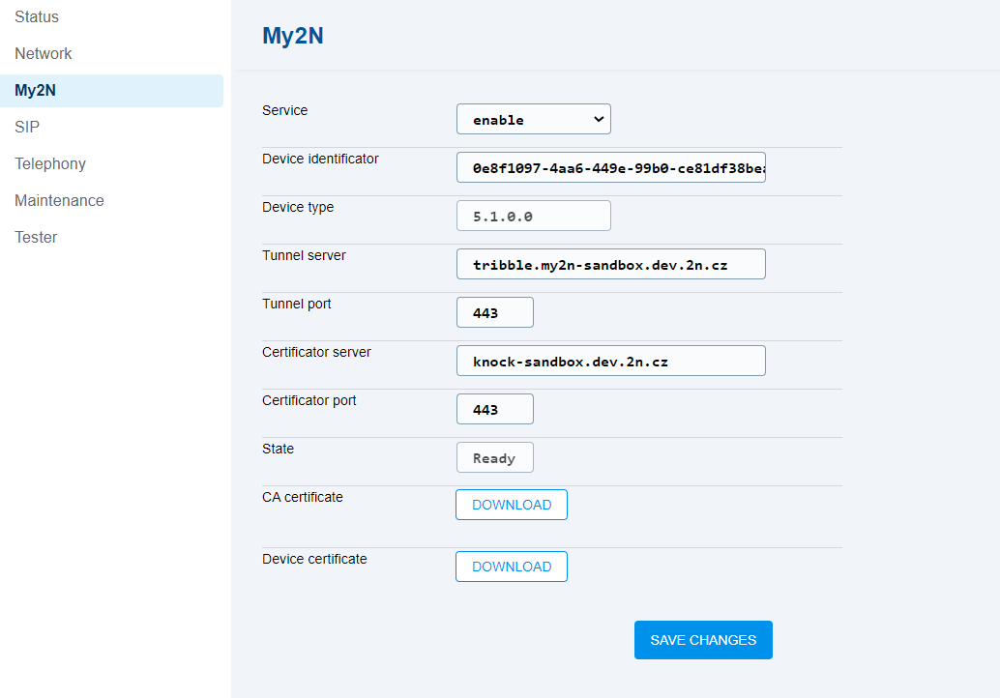 Status
Network
My2N
SIP
Telephony
Maintenance
Tester
My2N
Service
enable
Device identificator
0e8f1097-4aa6-449e-99b0-ce81df38bea
Device type
5.1.0.0
Tunnel server
tribble.my2n-sandbox.dev.2n.cz
Tunnel port
443
Certificator server
knock-sandbox.dev.2n.cz
Certificator port
443
State
Ready
CA certificate
DOWNLOAD
Device certificate
DOWNLOAD
SAVE CHANGES